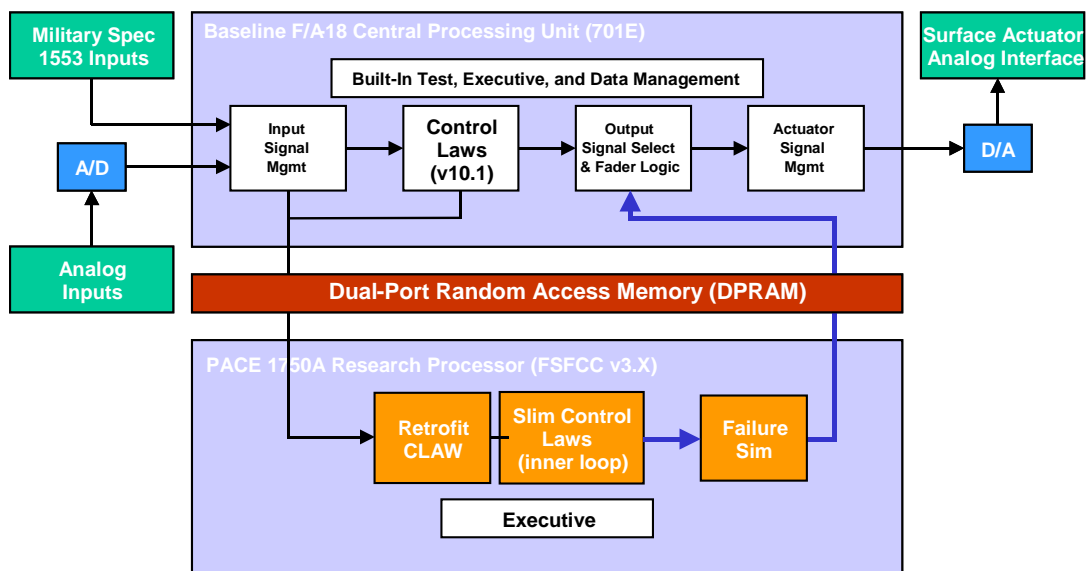 Military Spec
1553 Inputs
Baseline F/A18 Central Processing Unit (701E)
Surface Actuator
Analog Interface
Built-In Test, Executive, and Data Management
A/D
Input
Signal
Mgmt
Control
Laws
(v10.1)
Output
Signal Select
& Fader Logic
Actuator
Signal
Mgmt
D/A
Analog
Inputs
Dual-Port Random Access Memory (DPRAM)
PACE 1750A Research Processor (FSFCC v3.X)
Retrofit
CLAW
Slim Control
Laws
(inner loop)
Failure
Sim
Executive